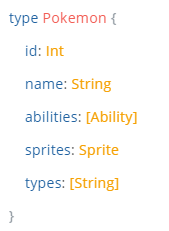 type Pokemon {
id: Int
name: String
abilities: [Ability]
sprites: Sprite
types: [String]
}